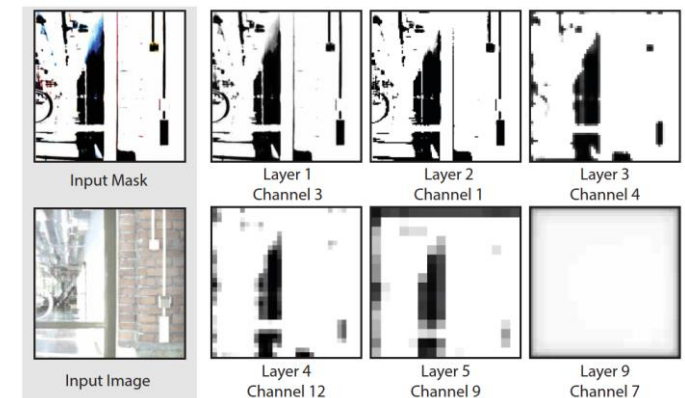 Input Mask
Layer 1
Channel 3
Layer 2
Channel 1
Layer 3
Channel 4
Input Image
Layer 4
Channel 12
Layer 5
Channel 9
Layer 9
Channel 7